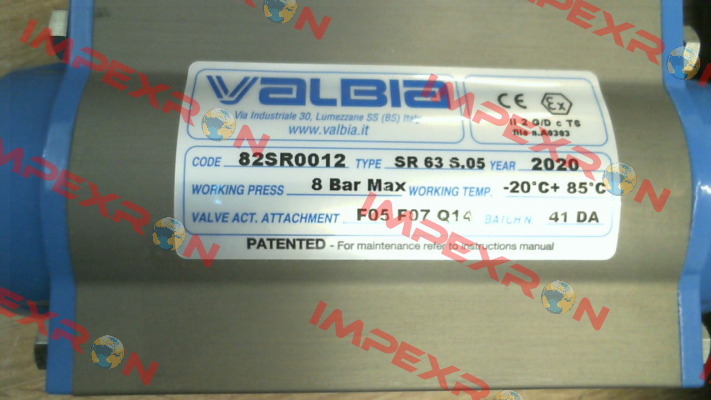 VALBIA
Via Industriale 30, Lumezzane SS (BS) Italy
www.valbia.it
CE Ex
II 2 G/D c T6
file n.A0303
CODE 82SR0012 TYPE SR 63 S.05 YEAR 2020
WORKING PRESS 8 Bar Max WORKING TEMP. -20°C+ 85°C
VALVE ACT. ATTACHMENT F05 F07 Q14 BATCH N. 41 DA
PATENTED - For maintenance refer to instructions manual
IMPEXRON
IMPEXRON
IMPEXRON
IMPEXRON
IMPEXRON
IMPEXRON